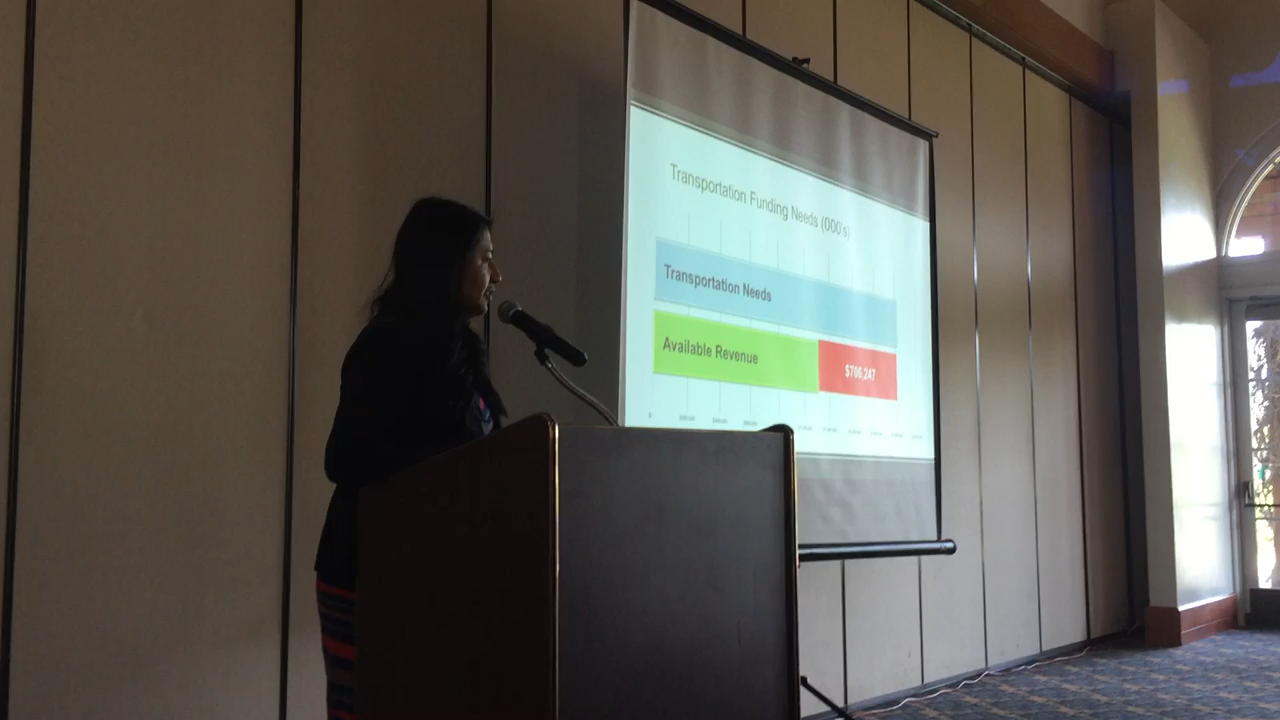 Transportation Funding Needs (000's)
Transportation Needs
Available Revenue
$706,247